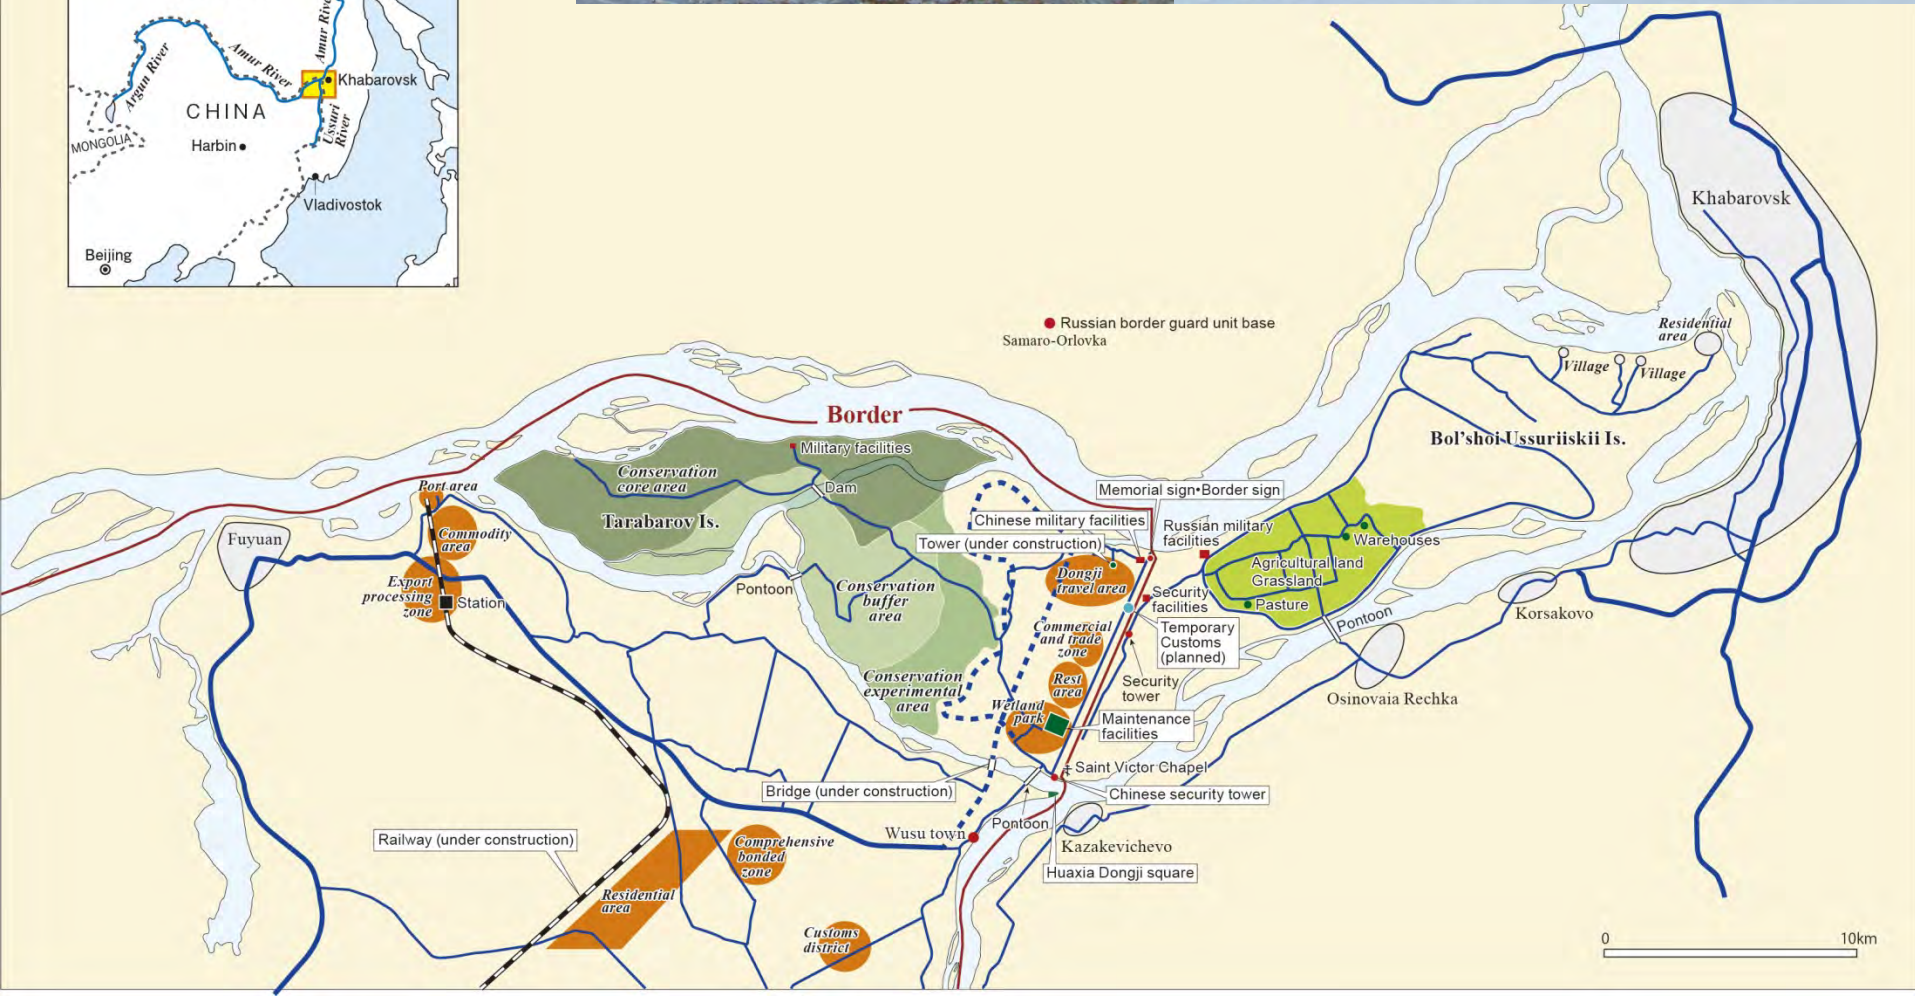 Argun River
Amur River
Amur Rive
Khabarovsk
CHINA
Ussuri
River
MONGOLIA
Harbin
Vladivostok
Beijing
Khabarovsk
Russian border guard unit base
Samaro-Orlovka
Residential
area
Village
Village
Bol'shoi Ussuriiskii Is.
Border
Military facilities
Conservation
core area
Dam
Tarabarov Is.
Port area
Commodity
area
Fuyuan
Export
processing
zone
Station
Pontoon
Conservation
buffer
area
Conservation
experimental
area
Memorial sign•Border sign
Chinese military facilities
Tower (under construction)
Russian military
facilities
Dongji
travel area
Warehouses
Agricultural land
Grassland
Pasture
Security
facilities
Pontoon
Korsakovo
Commercial
and trade
zone
Temporary
Customs
(planned)
Rest
area
Security
tower
Osinovaia Rechka
Wetland
park
Maintenance
facilities
Saint Victor Chapel
Bridge (under construction)
Chinese security tower
Pontoon
Wusu town
Kazakevichevo
Huaxia Dongji square
Railway (under construction)
Comprehensive
bonded
zone
Residential
area
Customs
district
0 10km